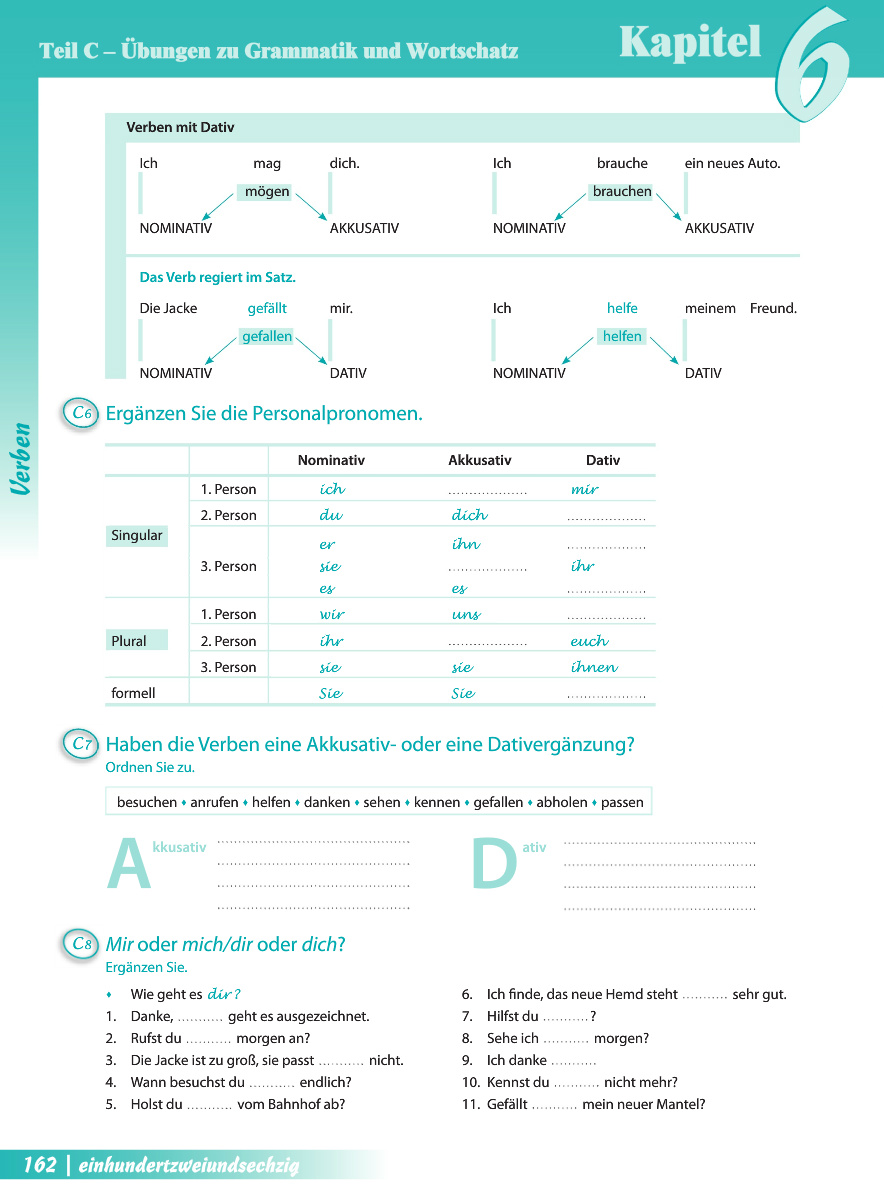 Teil C – Übungen zu Grammatik und Wortschatz Kapitel 6
Verben mit Dativ
Ich mag dich. Ich brauche ein neues Auto.
mögen brauchen
NOMINATIV AKKUSATIV NOMINATIV AKKUSATIV
Das Verb regiert im Satz.
Die Jacke gefällt mir. Ich helfe meinem Freund.
gefallen helfen
NOMINATIV DATIV NOMINATIV DATIV
Verben
C6 Ergänzen Sie die Personalpronomen.
Nominativ Akkusativ Dativ
1. Person ich ................... mir
2. Person du dich ...................
Singular
er ihn ...................
3. Person sie ................... ihr
es es ...................
1. Person wir uns ...................
Plural 2. Person ihr ................... euch
3. Person sie sie ihnen
formell Sie Sie ...................
C7 Haben die Verben eine Akkusativ- oder eine Dativergänzung?
Ordnen Sie zu.
besuchen ♦ anrufen ♦ helfen ♦ danken ♦ sehen ♦ kennen ♦ gefallen ♦ abholen ♦ passen
Akkusativ .............................................. Dativ ..............................................
.............................................. ..............................................
.............................................. ..............................................
.............................................. ..............................................
C8 Mir oder mich/dir oder dich?
Ergänzen Sie.
♦ Wie geht es dir?
1. Danke, ........... geht es ausgezeichnet.
2. Rufst du ........... morgen an?
3. Die Jacke ist zu groß, sie passt ........... nicht.
4. Wann besuchst du ........... endlich?
5. Holst du ........... vom Bahnhof ab?
6. Ich finde, das neue Hemd steht ........... sehr gut.
7. Hilfst du ...........?
8. Sehe ich ........... morgen?
9. Ich danke ...........
10. Kennst du ........... nicht mehr?
11. Gefällt ........... mein neuer Mantel?
162 | einhundertzweiundsechzig